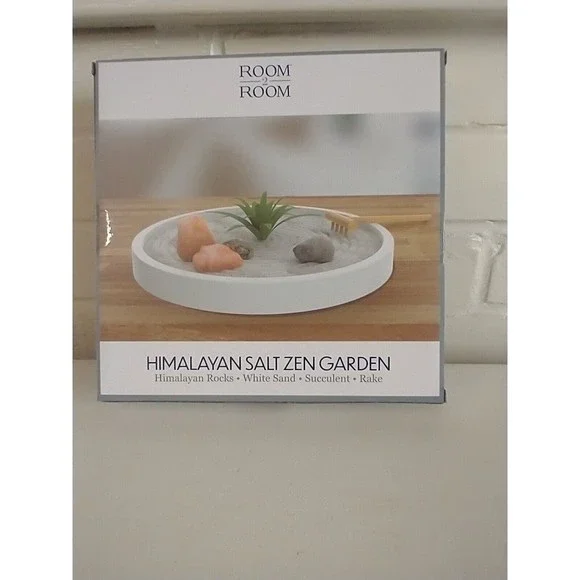 ROOM
2
ROOM
HIMALAYAN SALT ZEN GARDEN
Himalayan Rocks • White Sand • Succulent • Rake